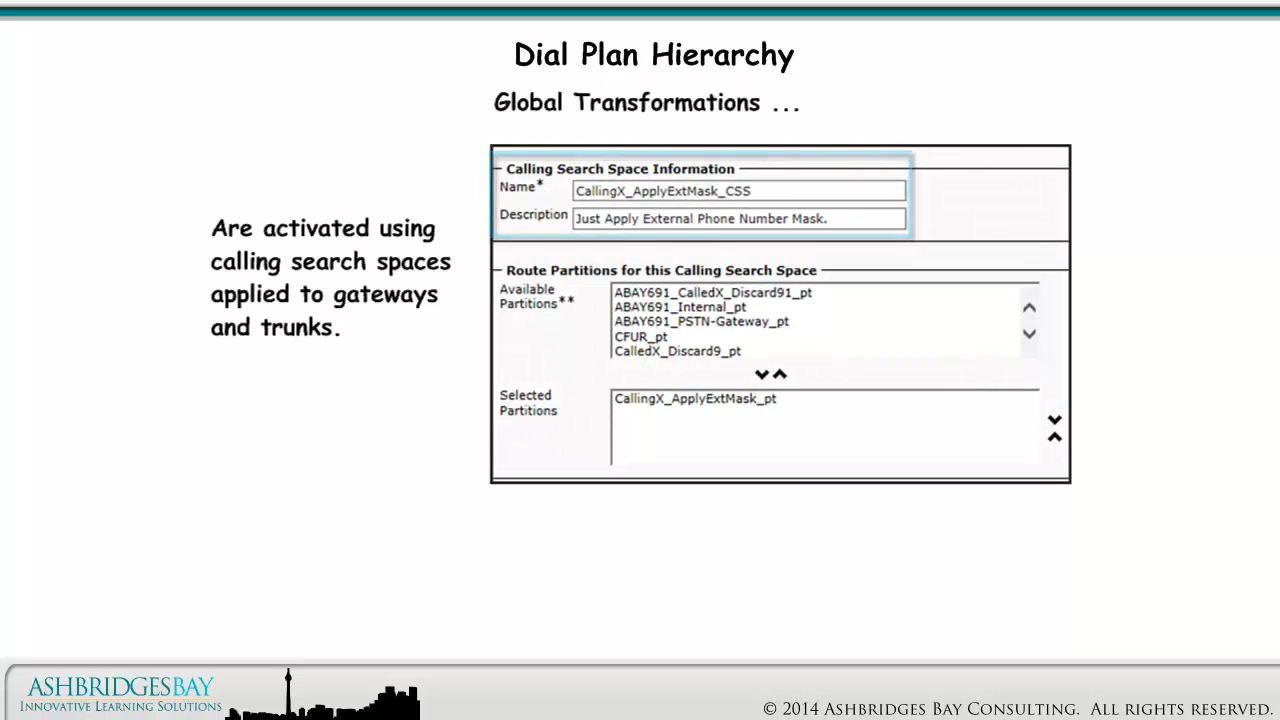 Dial Plan Hierarchy
Global Transformations ...
Are activated using
calling search spaces
applied to gateways
and trunks.
Calling Search Space Information
Name* CallingX_ApplyExtMask_CSS
Description Just Apply External Phone Number Mask.
Route Partitions for this Calling Search Space
Available
Partitions**
ABAY691_CalledX_Discard91_pt
ABAY691_Internal_pt
ABAY691_PSTN-Gateway_pt
CFUR_pt
CalledX_Discard9_pt
Selected
Partitions
CallingX_ApplyExtMask_pt
ASHBRIDGESBAY
INNOVATIVE LEARNING SOLUTIONS
© 2014 ASHBRIDGES BAY CONSULTING. ALL RIGHTS RESERVED.